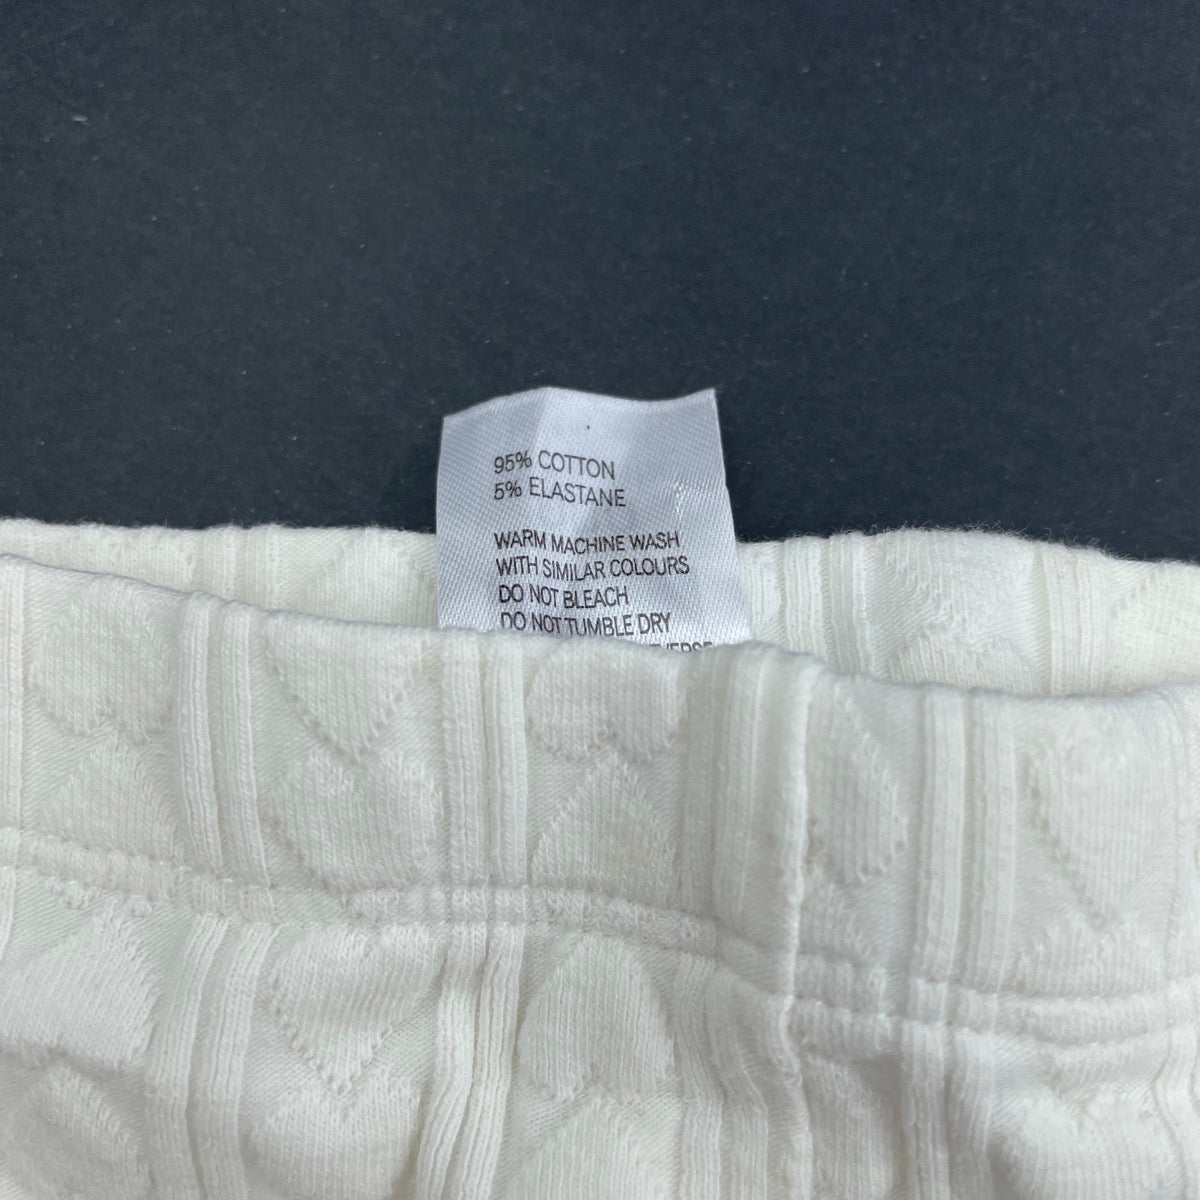 95% COTTON
5% ELASTANE
WARM MACHINE WASH
WITH SIMILAR COLOURS
DO NOT BLEACH
DO NOT TUMBLE DRY